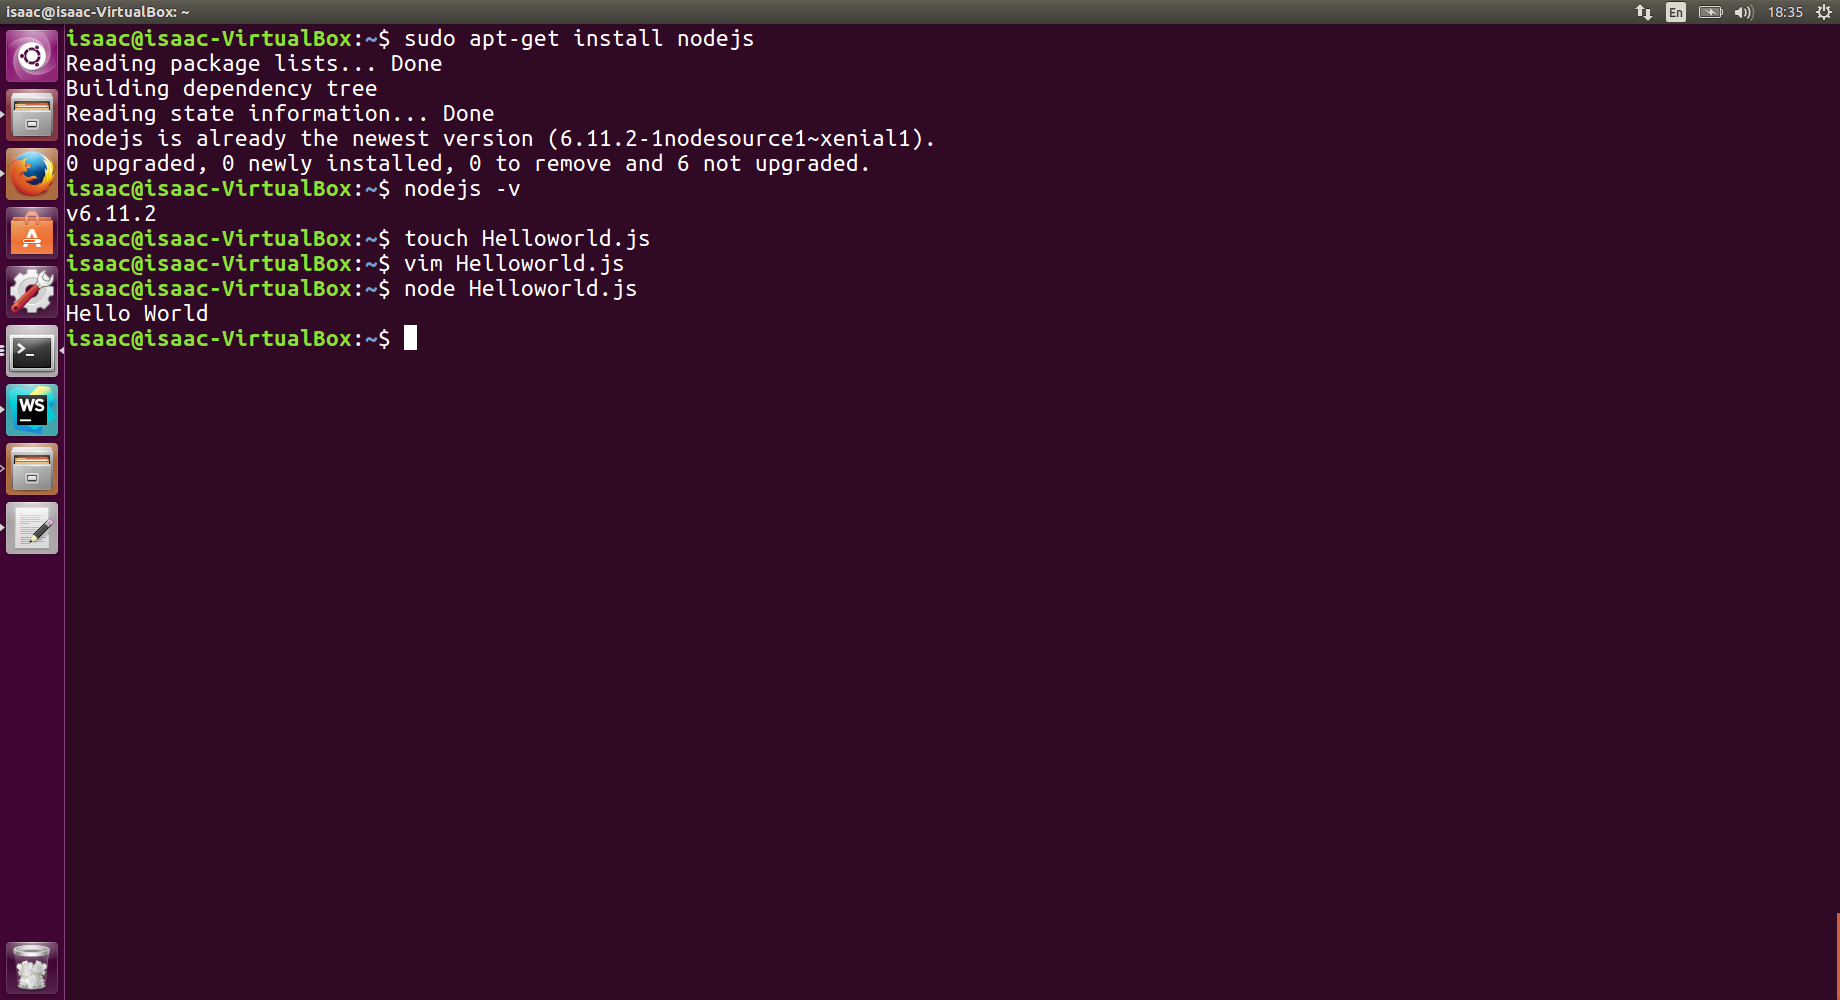 isaac@isaac-VirtualBox: ~
En
18:35
isaac@isaac-VirtualBox:~$ sudo apt-get install nodejs
Reading package lists... Done
Building dependency tree
Reading state information... Done
nodejs is already the newest version (6.11.2-1nodesource1~xenial1).
0 upgraded, 0 newly installed, 0 to remove and 6 not upgraded.
isaac@isaac-VirtualBox:~$ nodejs -v
v6.11.2
isaac@isaac-VirtualBox:~$ touch Helloworld.js
isaac@isaac-VirtualBox:~$ vim Helloworld.js
isaac@isaac-VirtualBox:~$ node Helloworld.js
Hello World
isaac@isaac-VirtualBox:~$
>_
WS